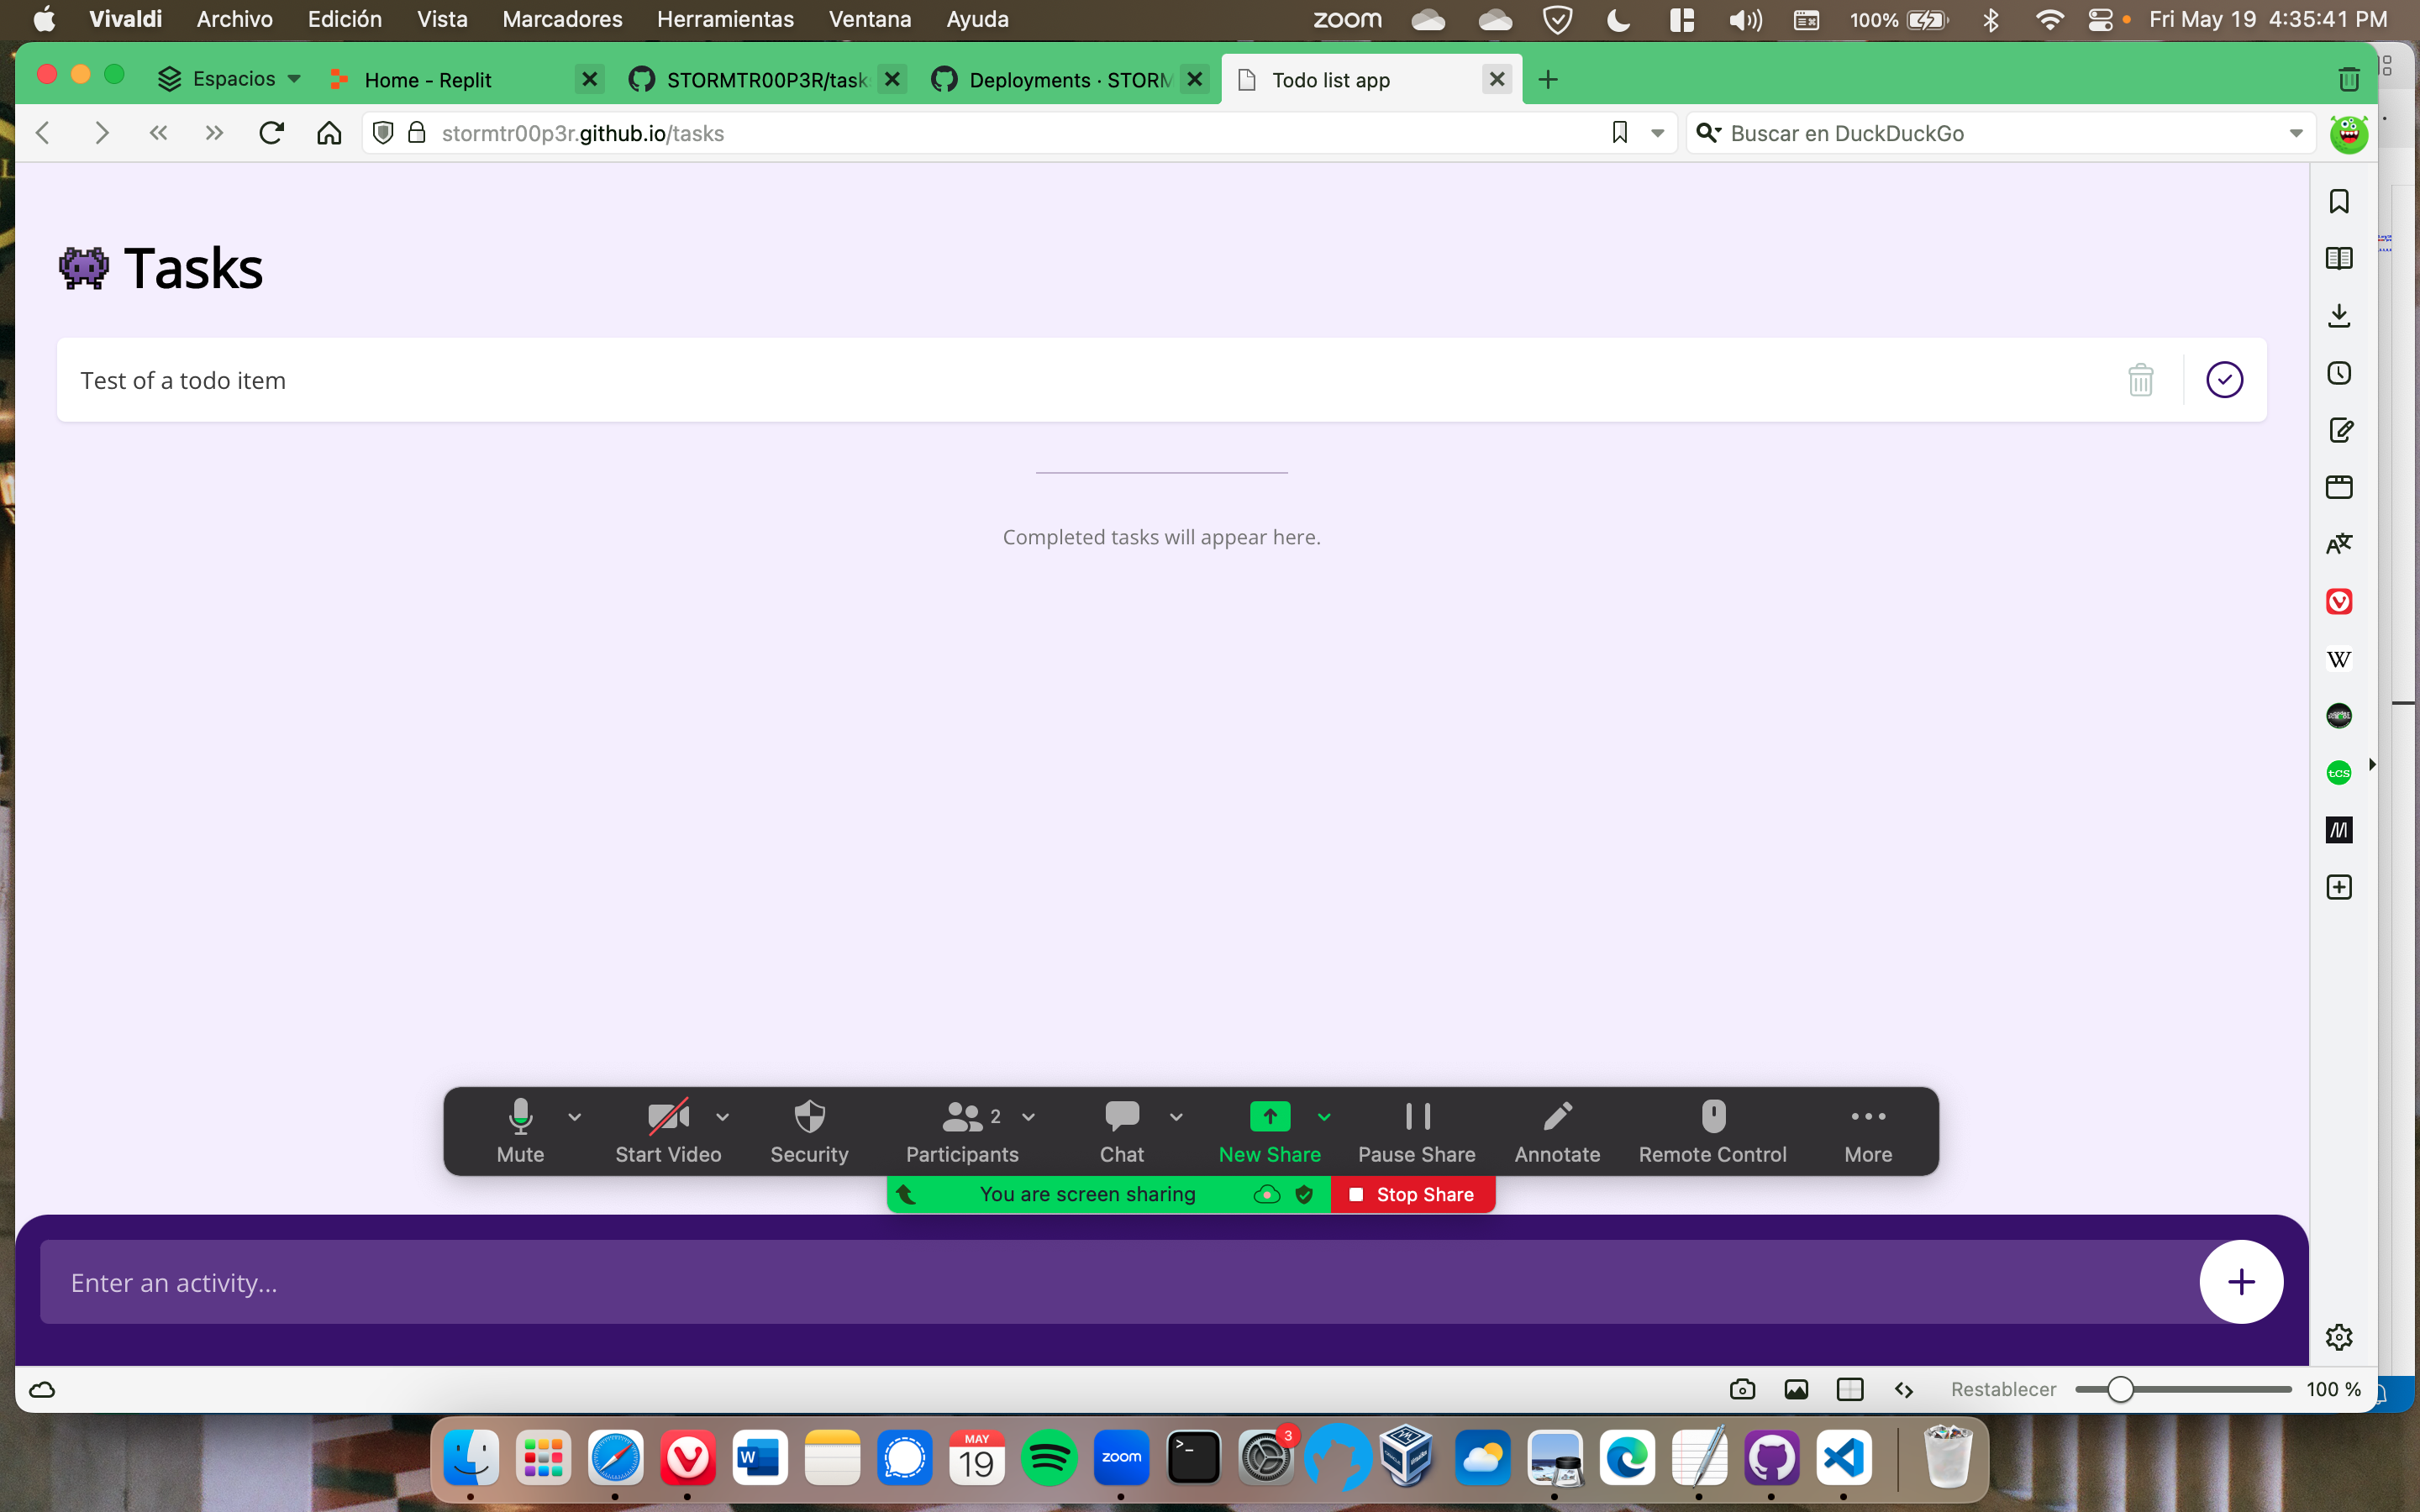 Vivaldi Archivo Edición Vista Marcadores Herramientas Ventana Ayuda zoom 100% Fri May 19 4:35:41 PM
Espacios Home - Replit STORMTR00P3R/task Deployments · STORM Todo list app
stormtr00p3r.github.io/tasks Buscar en DuckDuckGo
Tasks
Test of a todo item
Completed tasks will appear here.
W
tcs
2
Mute Start Video Security Participants Chat New Share Pause Share Annotate Remote Control More
You are screen sharing Stop Share
Enter an activity...
Restablecer 100 %
3
MAY
W 19 zoom